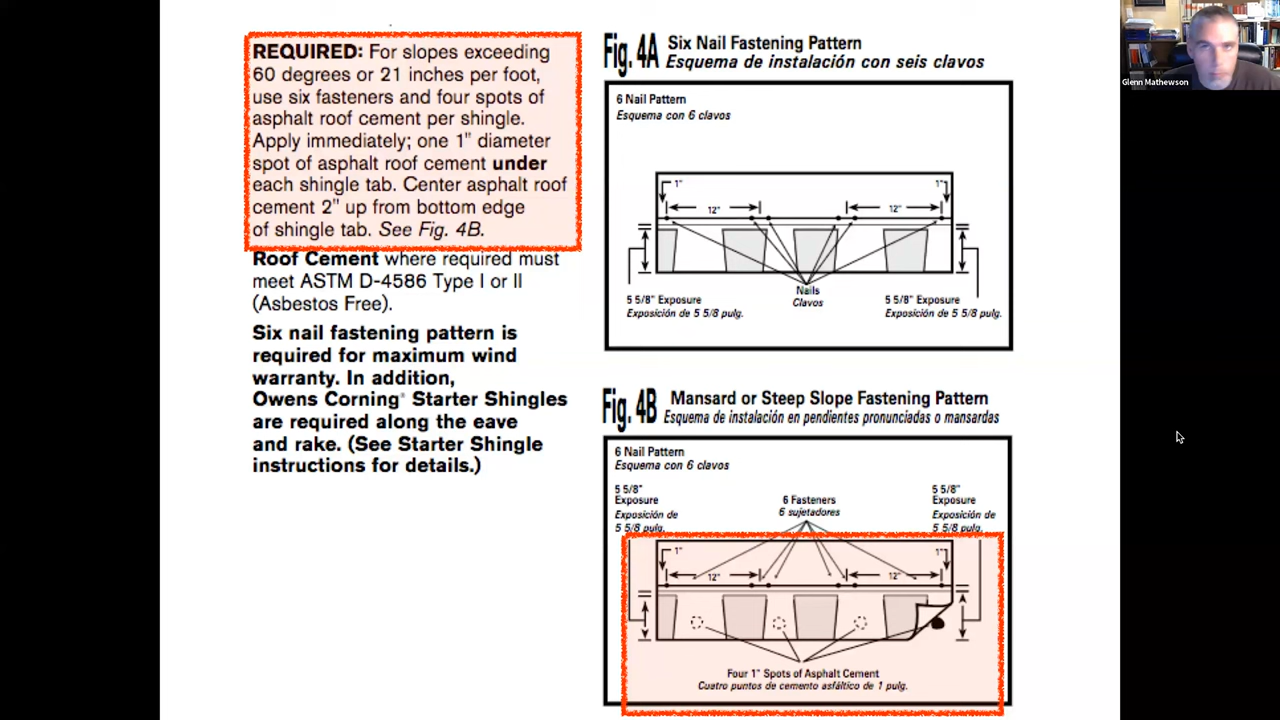 REQUIRED: For slopes exceeding
60 degrees or 21 inches per foot,
use six fasteners and four spots of
asphalt roof cement per shingle.
Apply immediately; one 1" diameter
spot of asphalt roof cement under
each shingle tab. Center asphalt roof
cement 2" up from bottom edge
of shingle tab. See Fig. 4B.
Roof Cement where required must
meet ASTM D-4586 Type I or II
(Asbestos Free).
Six nail fastening pattern is
required for maximum wind
warranty. In addition,
Owens Corning® Starter Shingles
are required along the eave
and rake. (See Starter Shingle
instructions for details.)
Fig. 4A Six Nail Fastening Pattern
Esquema de instalación con seis clavos
6 Nail Pattern
Esquema con 6 clavos
1" 1"
12" 12"
Nails
Clavos
5 5/8" Exposure 5 5/8" Exposure
Exposición de 5 5/8 pulg. Exposición de 5 5/8 pulg.
Fig. 4B Mansard or Steep Slope Fastening Pattern
Esquema de instalación en pendientes pronunciadas o mansardas
6 Nail Pattern
Esquema con 6 clavos
5 5/8" 5 5/8"
Exposure 6 Fasteners Exposure
Exposición de 6 sujetadores Exposición de
5 5/8 pulg. 5 5/8 pulg.
1" 1"
12" 12"
Four 1" Spots of Asphalt Cement
Cuatro puntos de cemento asfáltico de 1 pulg.
Glenn Mathewson